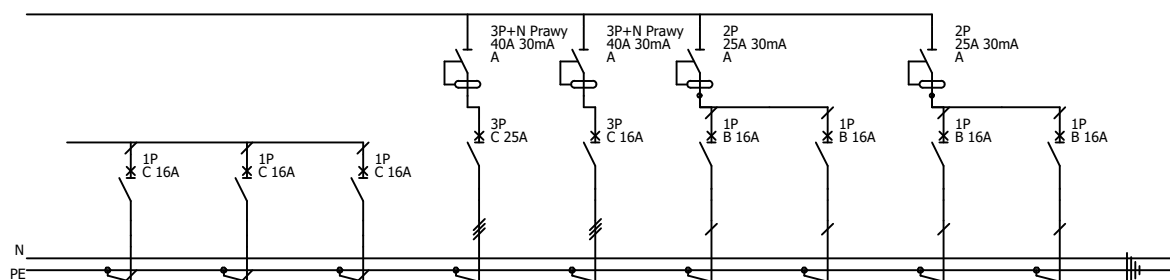 3P+N Prawy
40A 30mA
A
3P+N Prawy
40A 30mA
A
2P
25A 30mA
A
2P
25A 30mA
A
3P
C 25A
3P
C 16A
1P
B 16A
1P
B 16A
1P
B 16A
1P
B 16A
1P
C 16A
1P
C 16A
1P
C 16A
N
PE